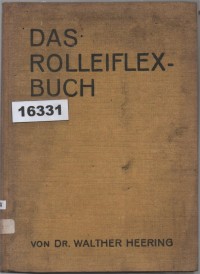 DAS
ROLLEIFLEX-
BUCH
16331
VON DR. WALTHER HEERING